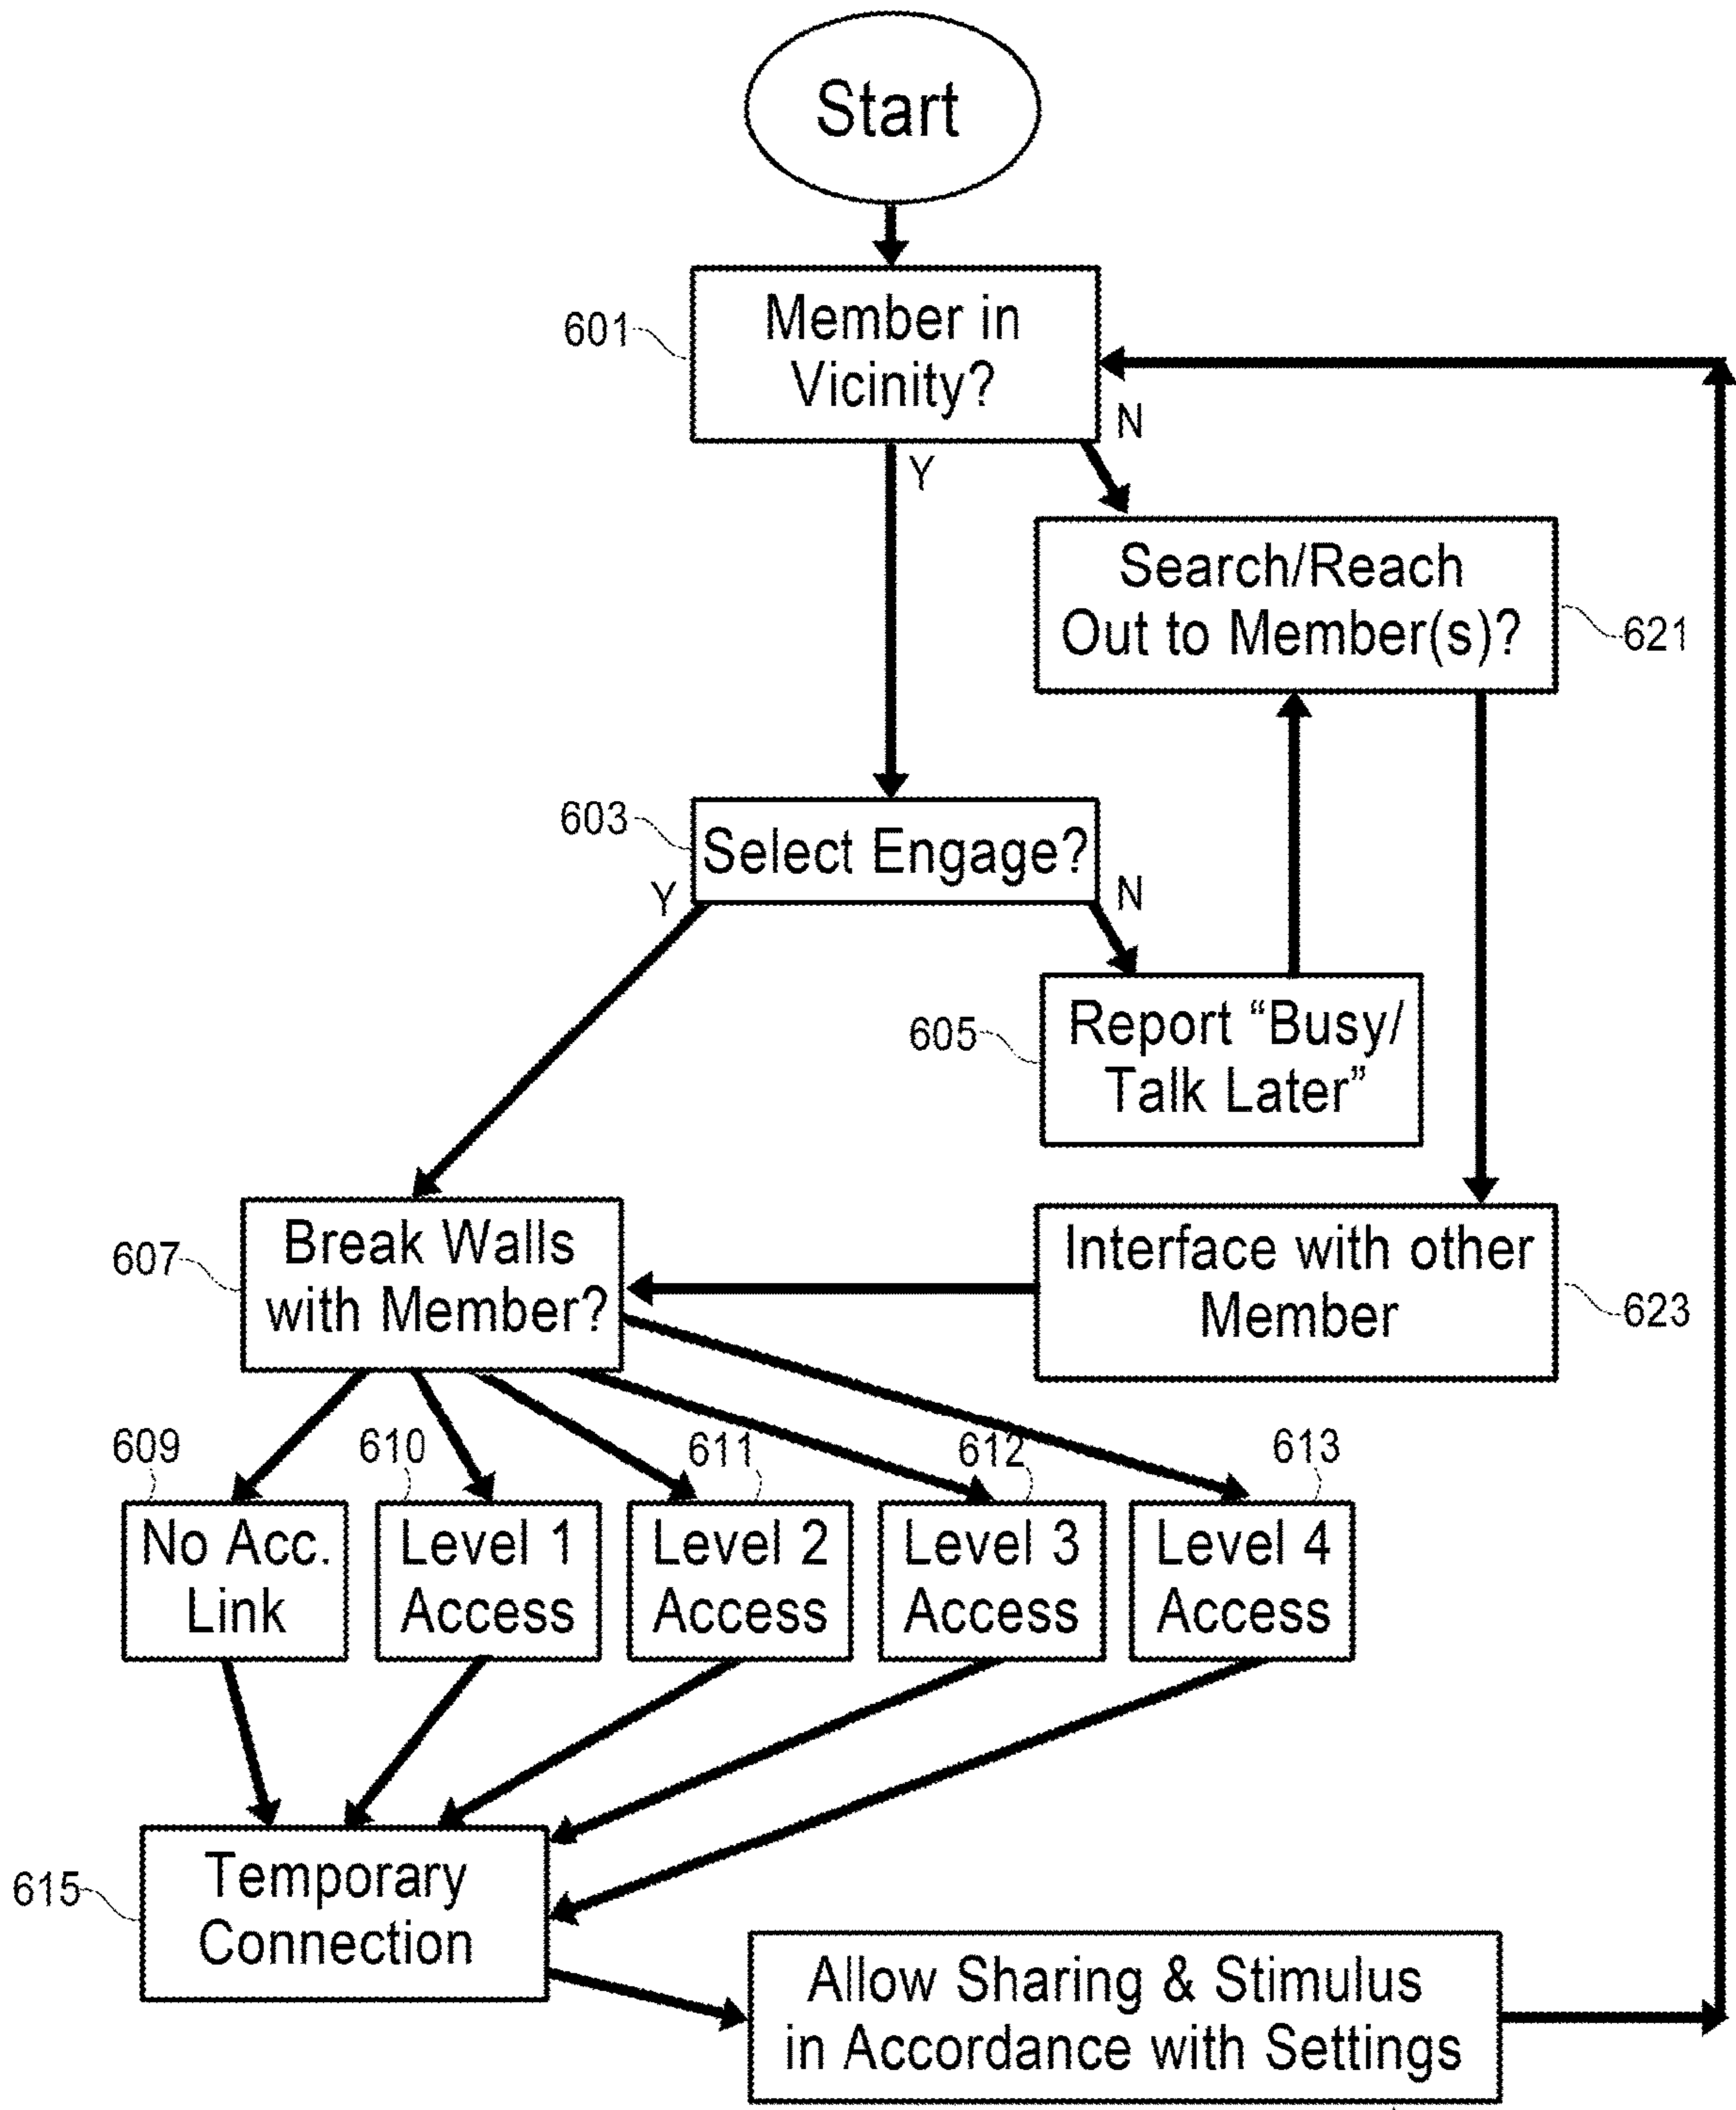 Start
601
Member in
Vicinity?
N
Y
Search/Reach
Out to Member(s)?
621
603
Select Engage?
Y
N
605
Report “Busy/
Talk Later”
607
Break Walls
with Member?
Interface with other
Member
623
609
610
611
612
613
No Acc.
Link
Level 1
Access
Level 2
Access
Level 3
Access
Level 4
Access
615
Temporary
Connection
Allow Sharing & Stimulus
in Accordance with Settings